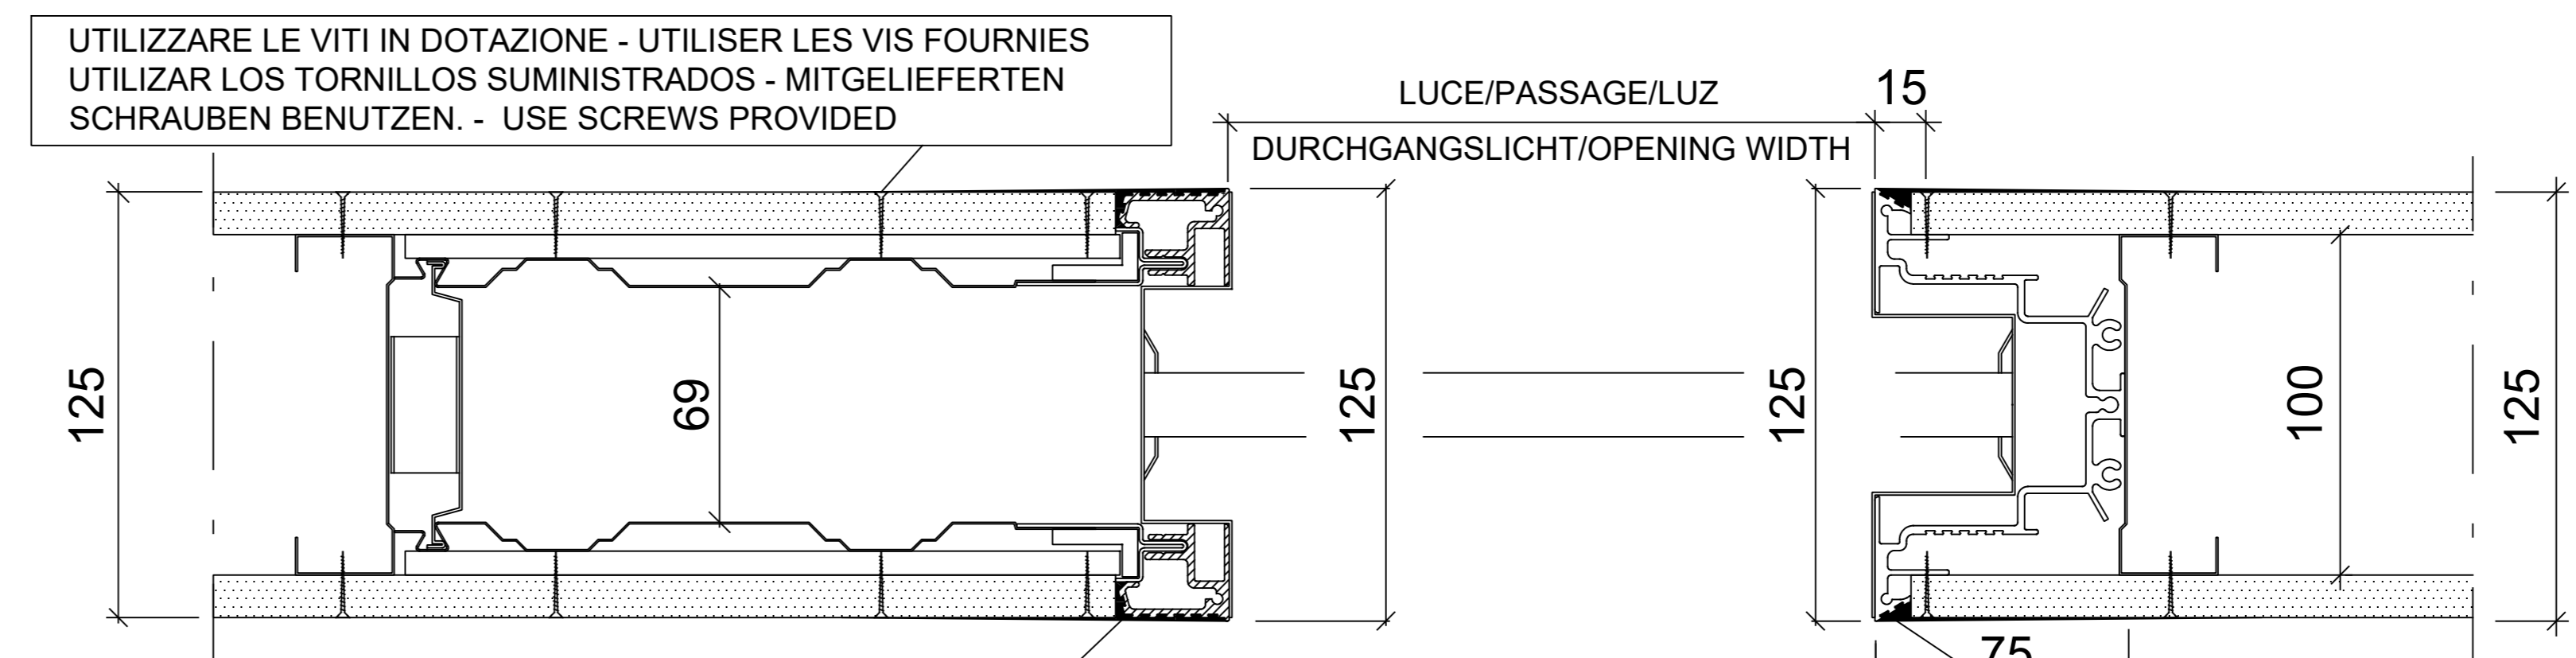 UTILIZZARE LE VITI IN DOTAZIONE - UTILISER LES VIS FOURNIES
UTILIZAR LOS TORNILLOS SUMINISTRADOS - MITGELIEFERTEN
SCHRAUBEN BENUTZEN. - USE SCREWS PROVIDED
LUCE/PASSAGE/LUZ
15
DURCHGANGSLICHT/OPENING WIDTH
125
69
125
125
100
125
75